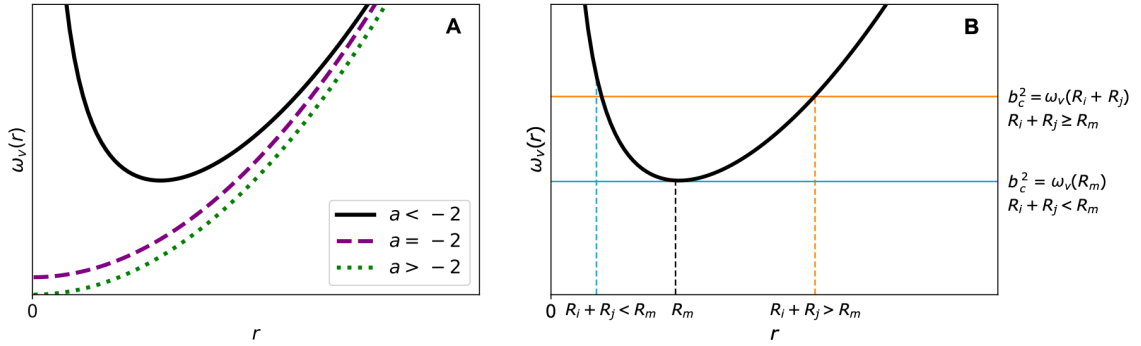 A
ω_v(r)
a < −2
a = −2
a > −2
0
r
B
ω_v(r)
b_c^2 = ω_v(R_i + R_j)
R_i + R_j ≥ R_m
b_c^2 = ω_v(R_m)
R_i + R_j < R_m
0
R_i + R_j < R_m
R_m
R_i + R_j > R_m
r